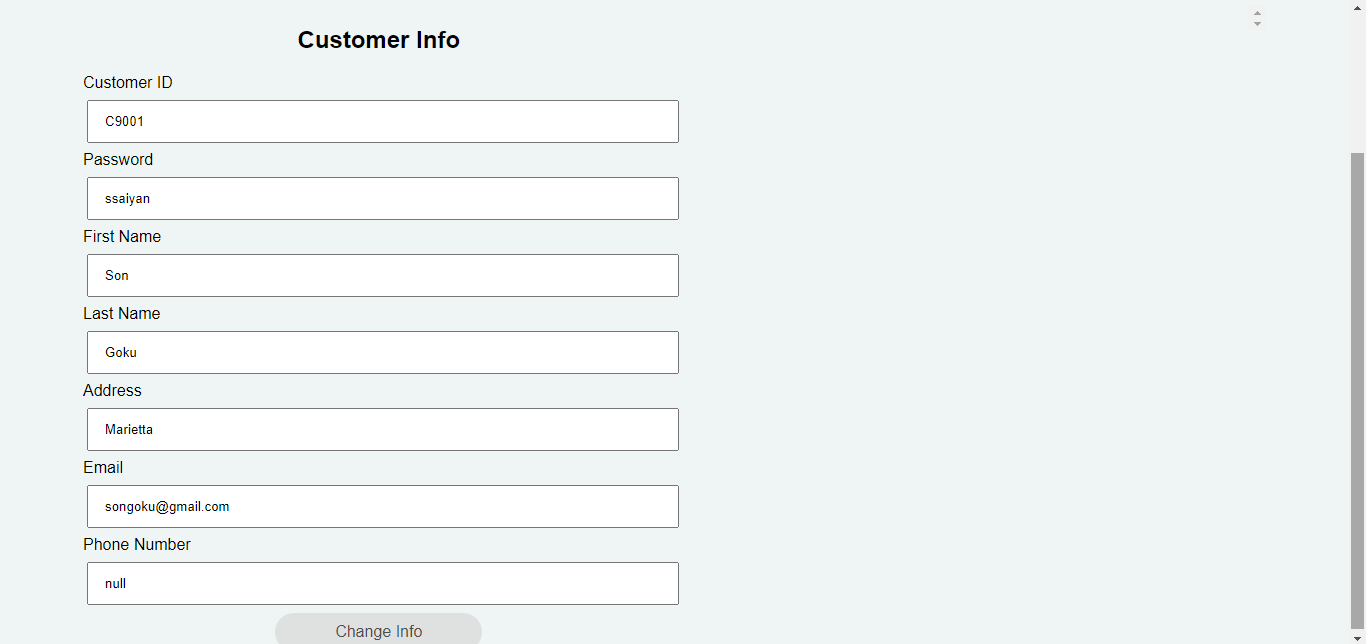 Customer Info
Customer ID
C9001
Password
ssaiyan
First Name
Son
Last Name
Goku
Address
Marietta
Email
songoku@gmail.com
Phone Number
null
Change Info